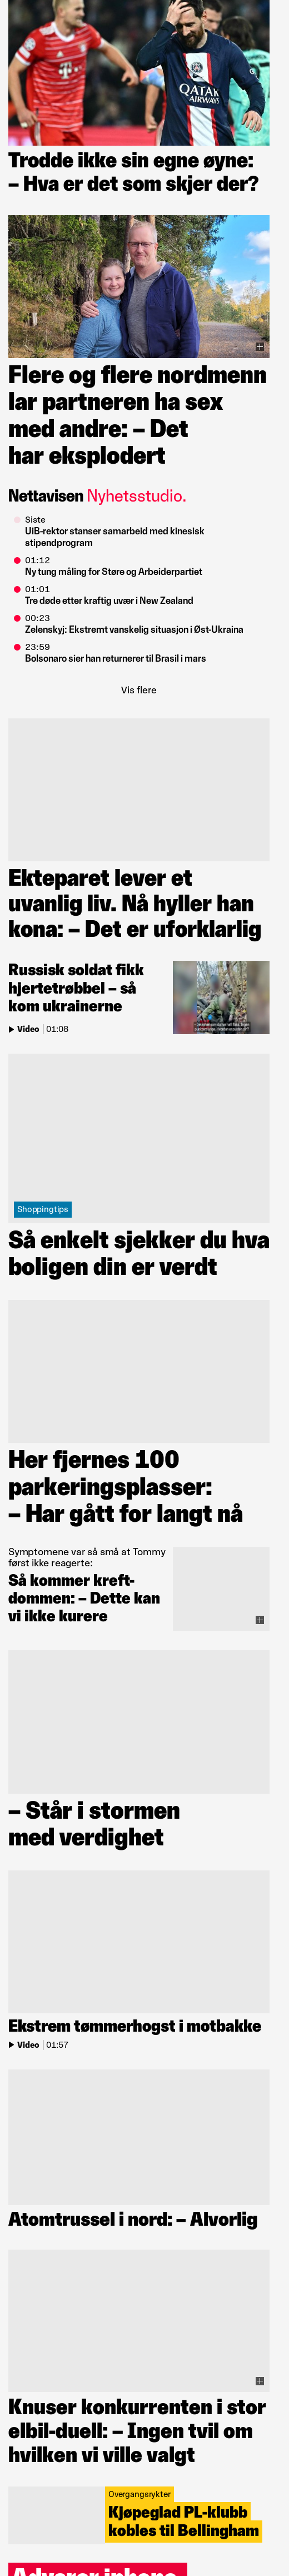 QATAR
AIRWAYS
Trodde ikke sin egne øyne:
– Hva er det som skjer der?
Flere og flere nordmenn
lar partneren ha sex
med andre: – Det
har eksplodert
Nettavisen Nyhetsstudio.
Siste
UiB-rektor stanser samarbeid med kinesisk
stipendprogram
01:12
Ny tung måling for Støre og Arbeiderpartiet
01:01
Tre døde etter kraftig uvær i New Zealand
00:23
Zelenskyj: Ekstremt vanskelig situasjon i Øst-Ukraina
23:59
Bolsonaro sier han returnerer til Brasil i mars
Vis flere
Ekteparet lever et
uvanlig liv. Nå hyller han
kona: – Det er uforklarlig
Russisk soldat fikk
hjertetrøbbel – så
kom ukrainerne
Video | 01:08
Shoppingtips
Så enkelt sjekker du hva
boligen din er verdt
Her fjernes 100
parkeringsplasser:
– Har gått for langt nå
Symptomene var så små at Tommy
først ikke reagerte:
Så kommer kreft-
dommen: – Dette kan
vi ikke kurere
– Står i stormen
med verdighet
Ekstrem tømmerhogst i motbakke
Video | 01:57
Atomtrussel i nord: – Alvorlig
Knuser konkurrenten i stor
elbil-duell: – Ingen tvil om
hvilken vi ville valgt
Overgangsrykter
Kjøpeglad PL-klubb
kobles til Bellingham